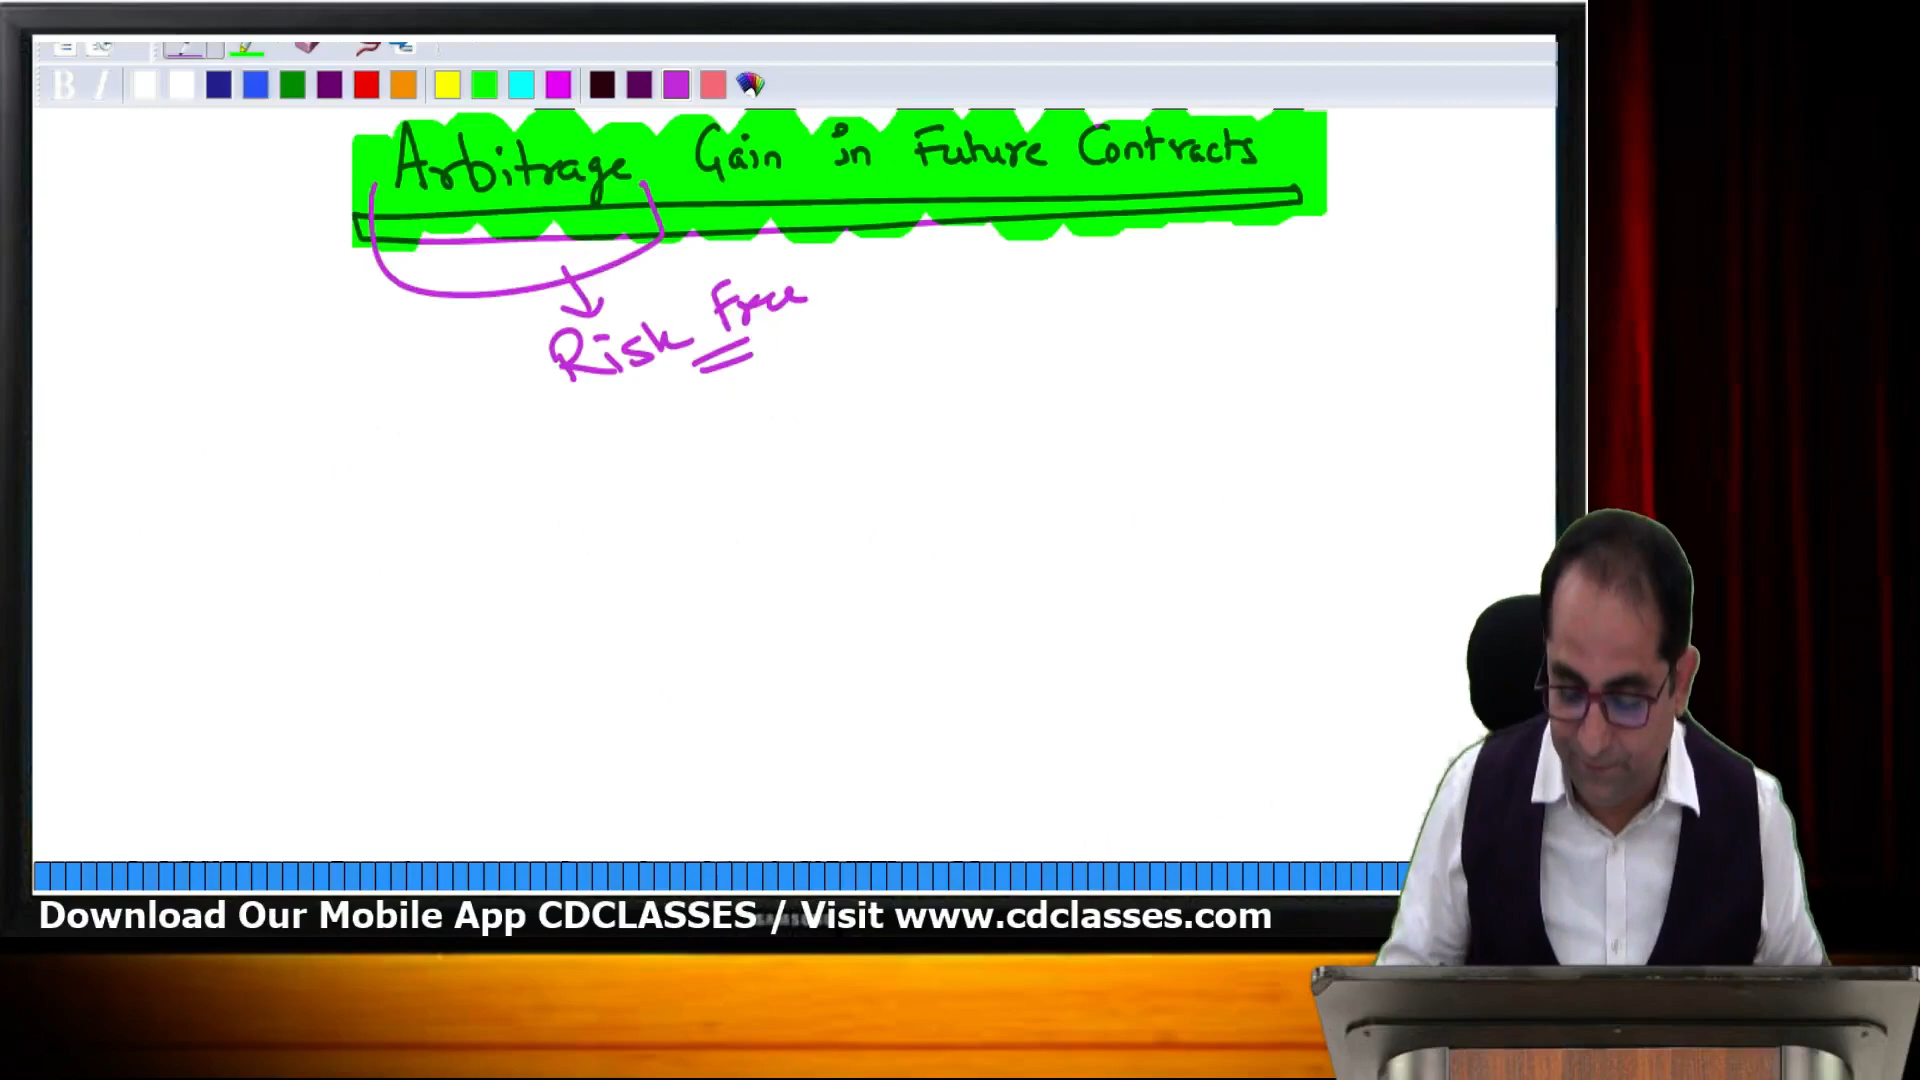 B I
Arbitrage Gain in Future Contracts
Risk Free
Download Our Mobile App CDCLASSES / Visit www.cdclasses.com